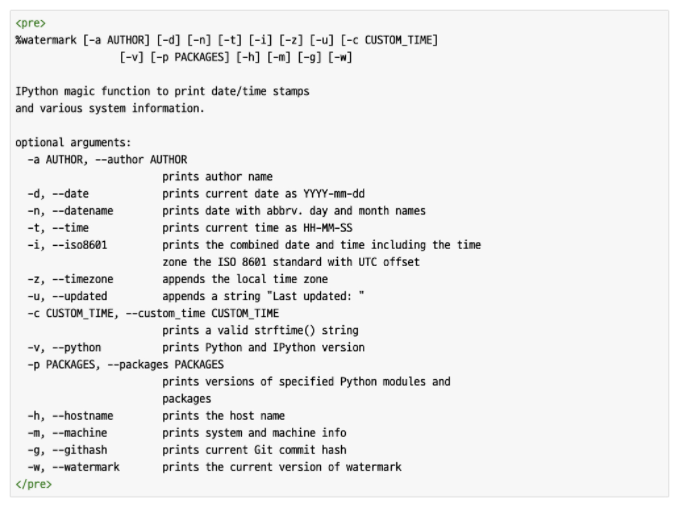 <pre>
%watermark [-a AUTHOR] [-d] [-n] [-t] [-i] [-z] [-u] [-c CUSTOM_TIME]
[-v] [-p PACKAGES] [-h] [-m] [-g] [-w]
IPython magic function to print date/time stamps
and various system information.
optional arguments:
-a AUTHOR, --author AUTHOR
prints author name
-d, --date prints current date as YYYY-mm-dd
-n, --datename prints date with abbrv. day and month names
-t, --time prints current time as HH-MM-SS
-i, --iso8601 prints the combined date and time including the time
zone the ISO 8601 standard with UTC offset
-z, --timezone appends the local time zone
-u, --updated appends a string "Last updated: "
-c CUSTOM_TIME, --custom_time CUSTOM_TIME
prints a valid strftime() string
-v, --python prints Python and IPython version
-p PACKAGES, --packages PACKAGES
prints versions of specified Python modules and
packages
-h, --hostname prints the host name
-m, --machine prints system and machine info
-g, --githash prints current Git commit hash
-w, --watermark prints the current version of watermark
</pre>